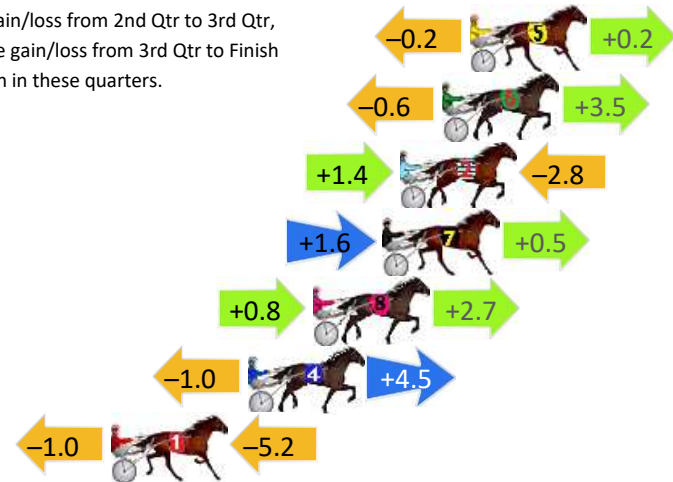 ain/loss from 2nd Qtr to 3rd Qtr,
e gain/loss from 3rd Qtr to Finish
n in these quarters.
–0.2 5 +0.2
–0.6 6 +3.5
+1.4 –2.8
+1.6 7 +0.5
+0.8 8 +2.7
–1.0 4 +4.5
–1.0 1 –5.2